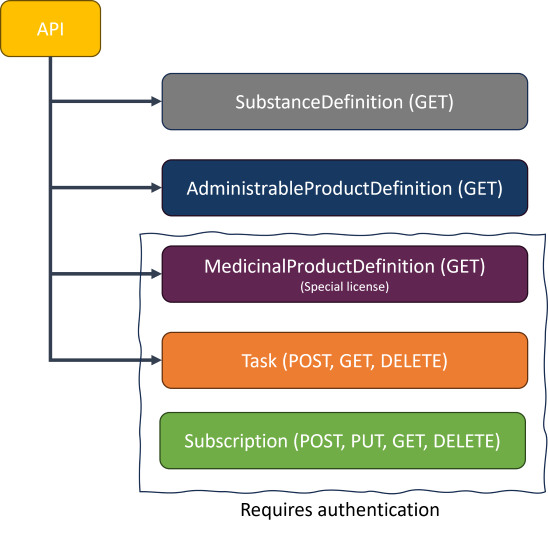 API
SubstanceDefinition (GET)
AdministrableProductDefinition (GET)
MedicinalProductDefinition (GET)
(Special license)
Task (POST, GET, DELETE)
Subscription (POST, PUT, GET, DELETE)
Requires authentication